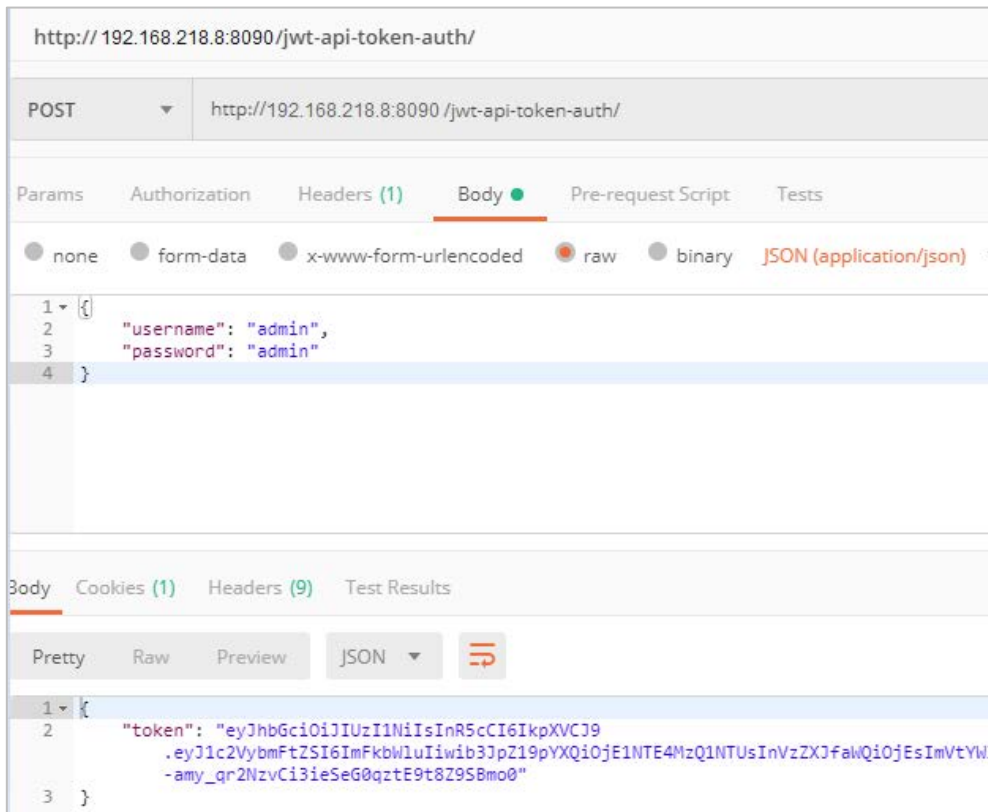 http://192.168.218.8:8090/jwt-api-token-auth/
POST http://192.168.218.8:8090 /jwt-api-token-auth/
Params Authorization Headers (1) Body Pre-request Script Tests
none form-data x-www-form-urlencoded raw binary JSON (application/json)
1 {
2 "username": "admin",
3 "password": "admin"
4 }
Body Cookies (1) Headers (9) Test Results
Pretty Raw Preview JSON
1 {
2 "token": "eyJhbGciOiJIUzI1NiIsInR5cCI6IkpXVCJ9
.eyJ1c2VybmFtZSI6ImFkbWluIiwib3JpZ19pYXQiOjE1NTE4MzQ1NTUsInVzZXJfaWQiOjEsImVtYW
-amy_qr2NzvCi3ieSeG0qztE9t8Z9SBmo0"
3 }